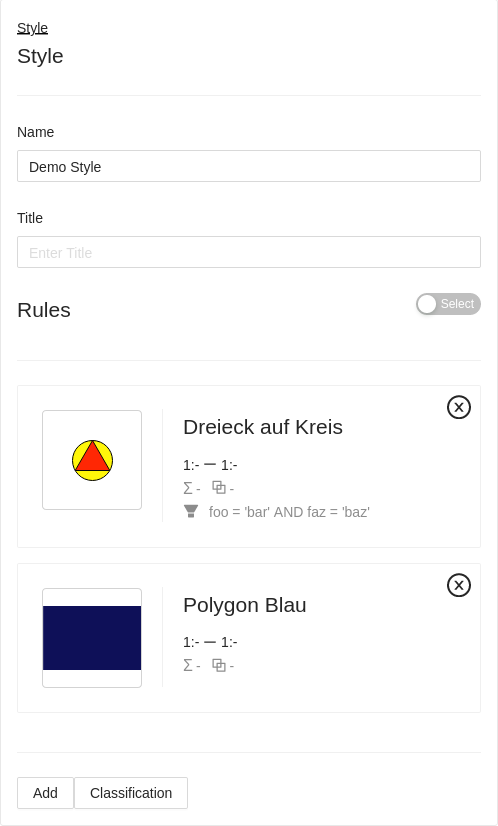 Style
Style
Name
Demo Style
Title
Enter Title
Rules
Select
Dreieck auf Kreis
1:- — 1:-
Σ - -
foo = 'bar' AND faz = 'baz'
Polygon Blau
1:- — 1:-
Σ - -
Add
Classification